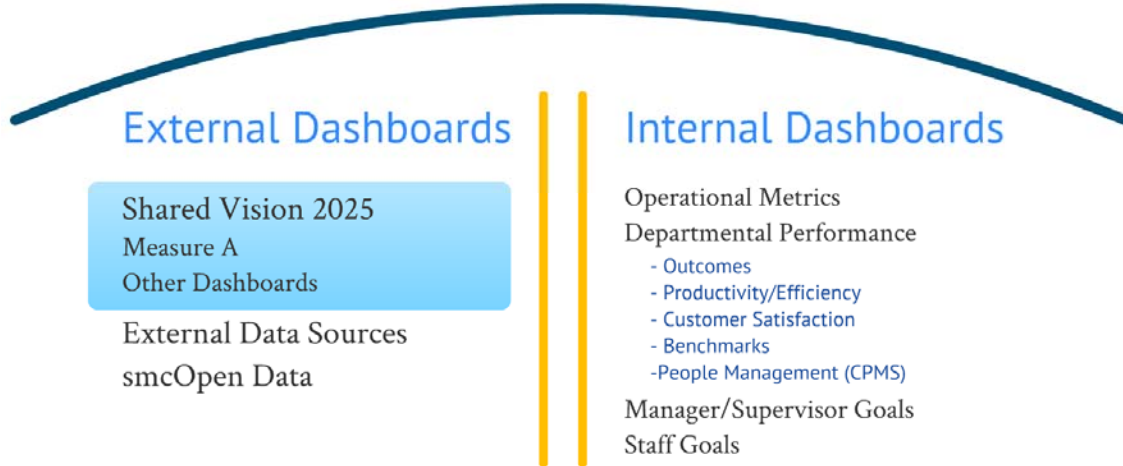 External Dashboards
Shared Vision 2025
Measure A
Other Dashboards
External Data Sources
smcOpen Data
Internal Dashboards
Operational Metrics
Departmental Performance
- Outcomes
- Productivity/Efficiency
- Customer Satisfaction
- Benchmarks
-People Management (CPMS)
Manager/Supervisor Goals
Staff Goals